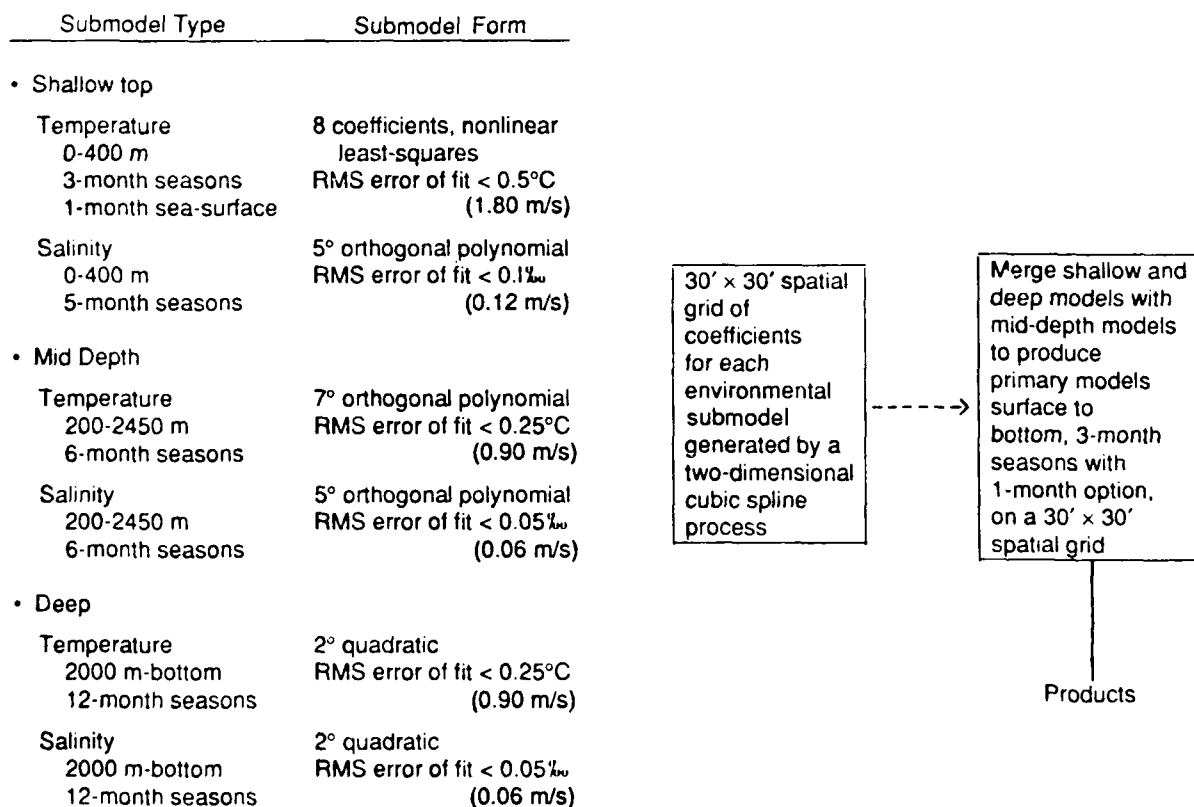 Submodel Type Submodel Form
• Shallow top
Temperature 8 coefficients, nonlinear
0-400 m least-squares
3-month seasons RMS error of fit < 0.5°C
1-month sea-surface (1.80 m/s)
Salinity 5° orthogonal polynomial
0-400 m RMS error of fit < 0.1‰
5-month seasons (0.12 m/s)
• Mid Depth
Temperature 7° orthogonal polynomial
200-2450 m RMS error of fit < 0.25°C
6-month seasons (0.90 m/s)
Salinity 5° orthogonal polynomial
200-2450 m RMS error of fit < 0.05‰
6-month seasons (0.06 m/s)
• Deep
Temperature 2° quadratic
2000 m-bottom RMS error of fit < 0.25°C
12-month seasons (0.90 m/s)
Salinity 2° quadratic
2000 m-bottom RMS error of fit < 0.05‰
12-month seasons (0.06 m/s)
30′ × 30′ spatial
grid of
coefficients
for each
environmental
submodel
generated by a
two-dimensional
cubic spline
process
Merge shallow and
deep models with
mid-depth models
to produce
primary models
surface to
bottom, 3-month
seasons with
1-month option,
on a 30′ × 30′
spatial grid
Products